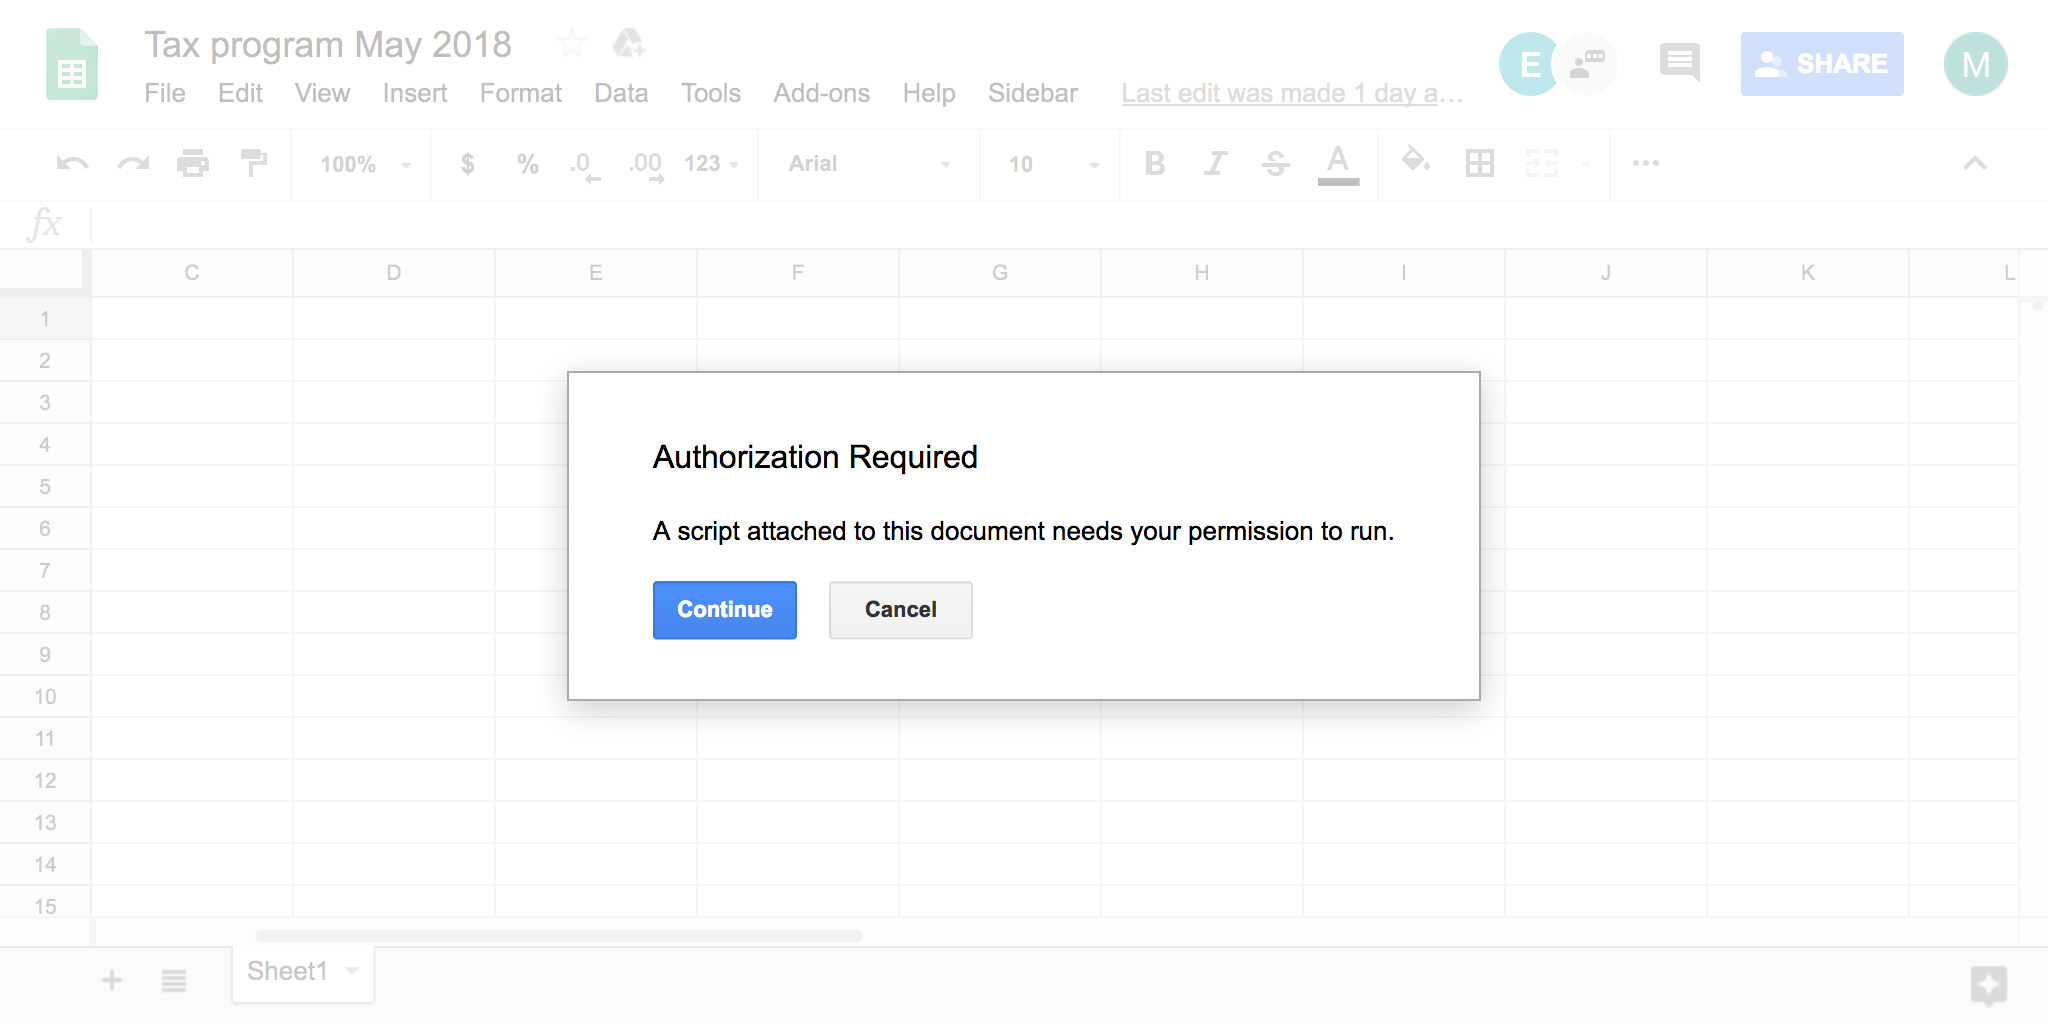 Tax program May 2018
File Edit View Insert Format Data Tools Add-ons Help Sidebar Last edit was made 1 day a...
E SHARE M
100% $ % .0 .00 123 Arial 10 B I S A
fx
C D E F G H I J K L
1
2
3
4
5
6
7
8
9
10
11
12
13
14
15
Authorization Required
A script attached to this document needs your permission to run.
Continue Cancel
Sheet1